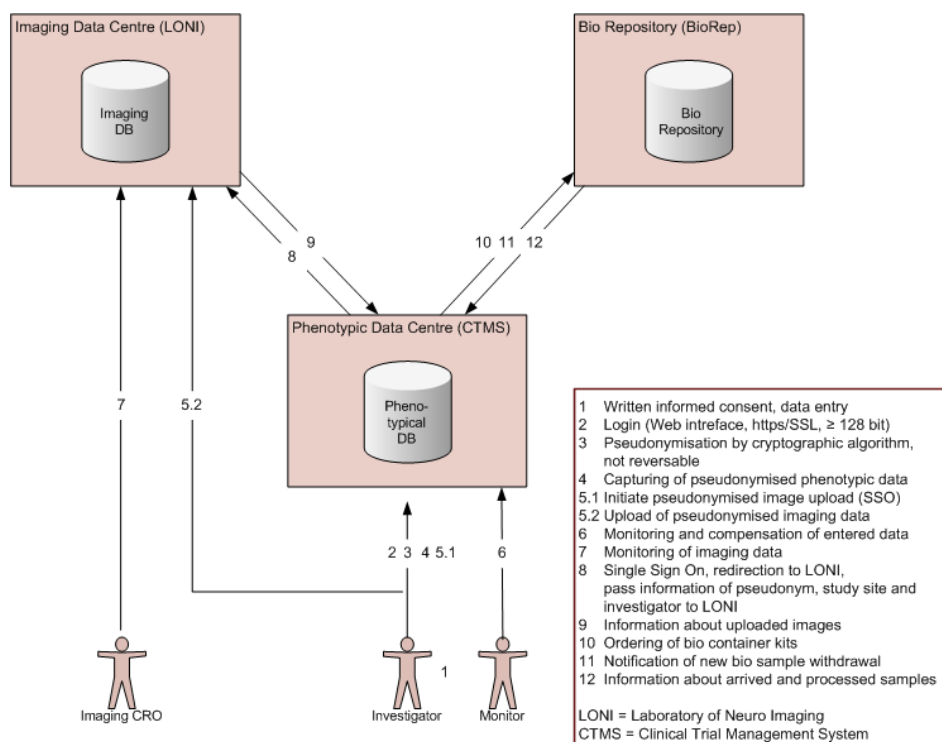 Imaging Data Centre (LONI)
Imaging
DB
Bio Repository (BioRep)
Bio
Repository
9
8
10 11 12
Phenotypic Data Centre (CTMS)
Pheno-
typical
DB
7
5.2
2 3 4 5.1
6
1
Imaging CRO
Investigator
Monitor
1 Written informed consent, data entry
2 Login (Web intreface, https/SSL, ≥ 128 bit)
3 Pseudonymisation by cryptographic algorithm,
not reversable
4 Capturing of pseudonymised phenotypic data
5.1 Initiate pseudonymised image upload (SSO)
5.2 Upload of pseudonymised imaging data
6 Monitoring and compensation of entered data
7 Monitoring of imaging data
8 Single Sign On, redirection to LONI,
pass information of pseudonym, study site and
investigator to LONI
9 Information about uploaded images
10 Ordering of bio container kits
11 Notification of new bio sample withdrawal
12 Information about arrived and processed samples
LONI = Laboratory of Neuro Imaging
CTMS = Clinical Trial Management System